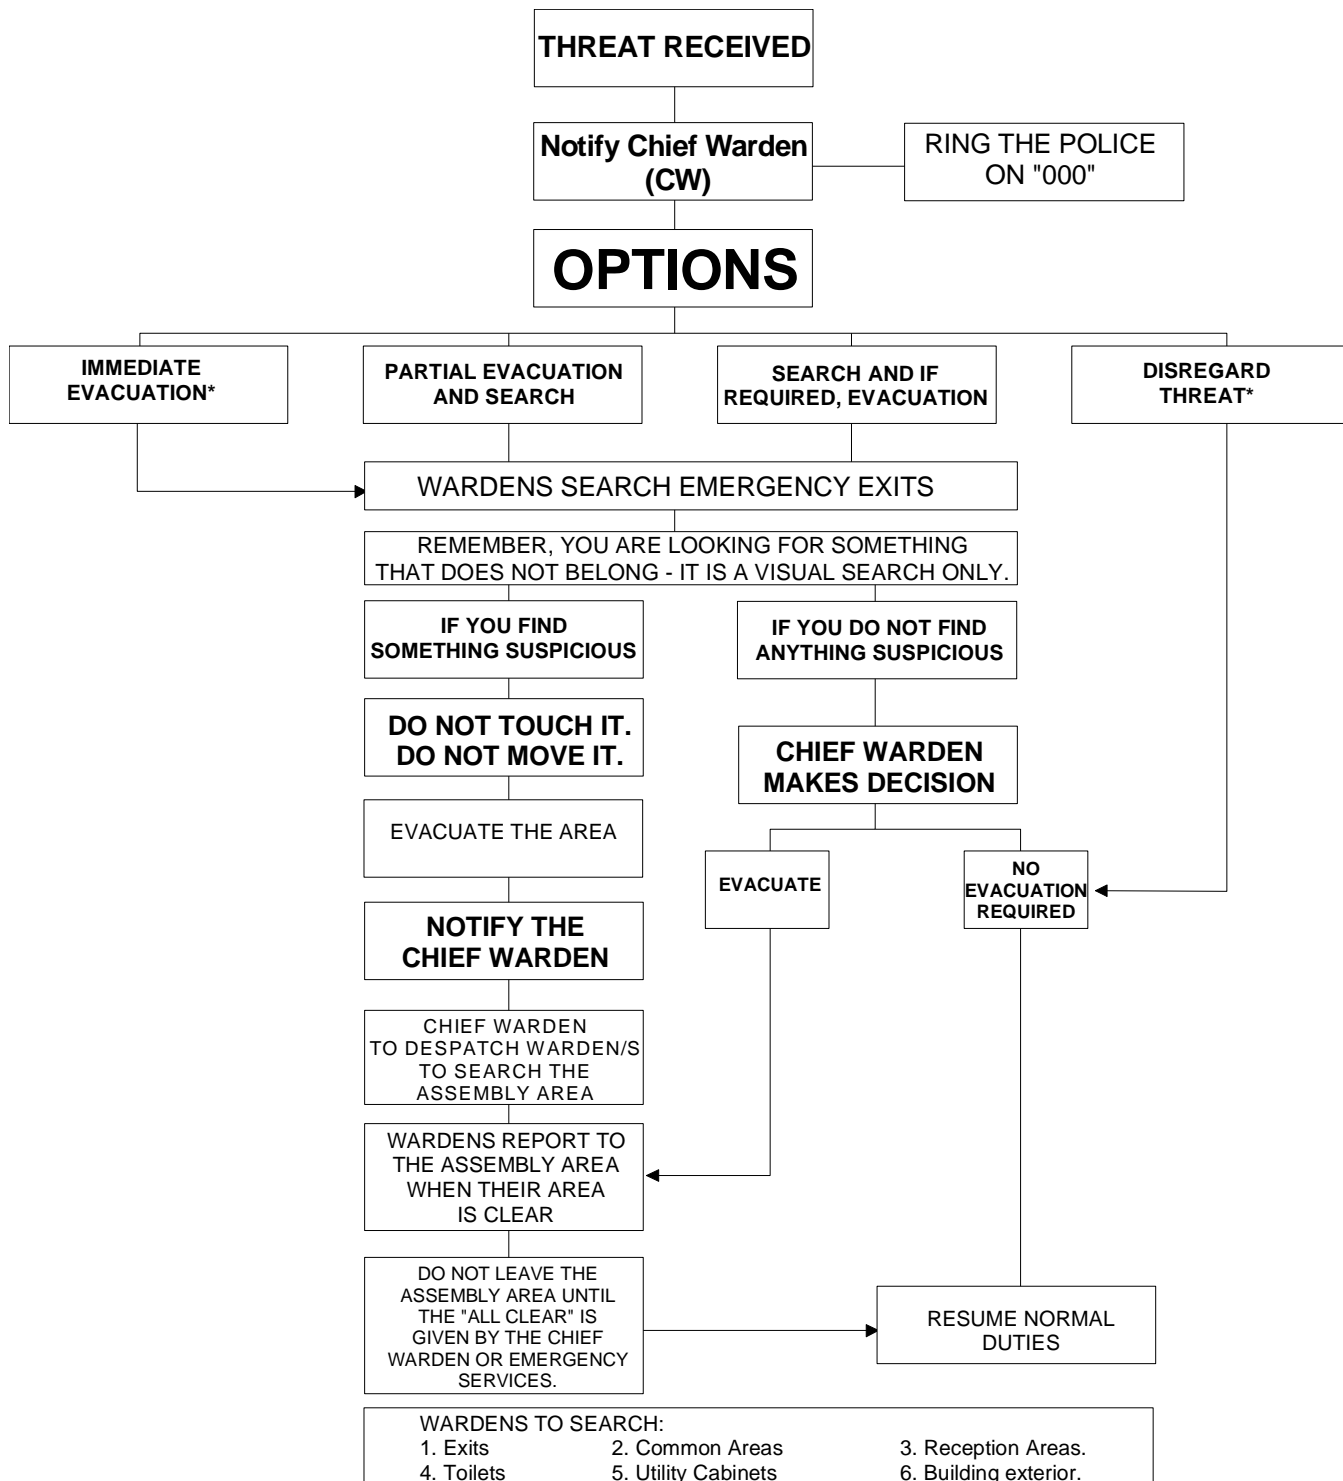 THREAT RECEIVED
Notify Chief Warden
(CW)
RING THE POLICE
ON "000"
OPTIONS
IMMEDIATE
EVACUATION*
PARTIAL EVACUATION
AND SEARCH
SEARCH AND IF
REQUIRED, EVACUATION
DISREGARD
THREAT*
WARDENS SEARCH EMERGENCY EXITS
REMEMBER, YOU ARE LOOKING FOR SOMETHING
THAT DOES NOT BELONG - IT IS A VISUAL SEARCH ONLY.
IF YOU FIND
SOMETHING SUSPICIOUS
IF YOU DO NOT FIND
ANYTHING SUSPICIOUS
DO NOT TOUCH IT.
DO NOT MOVE IT.
CHIEF WARDEN
MAKES DECISION
EVACUATE THE AREA
EVACUATE
NO
EVACUATION
REQUIRED
NOTIFY THE
CHIEF WARDEN
CHIEF WARDEN
TO DESPATCH WARDEN/S
TO SEARCH THE
ASSEMBLY AREA
WARDENS REPORT TO
THE ASSEMBLY AREA
WHEN THEIR AREA
IS CLEAR
DO NOT LEAVE THE
ASSEMBLY AREA UNTIL
THE "ALL CLEAR" IS
GIVEN BY THE CHIEF
WARDEN OR EMERGENCY
SERVICES.
RESUME NORMAL
DUTIES
WARDENS TO SEARCH:
1. Exits 2. Common Areas 3. Reception Areas.
4. Toilets 5. Utility Cabinets 6. Building exterior.